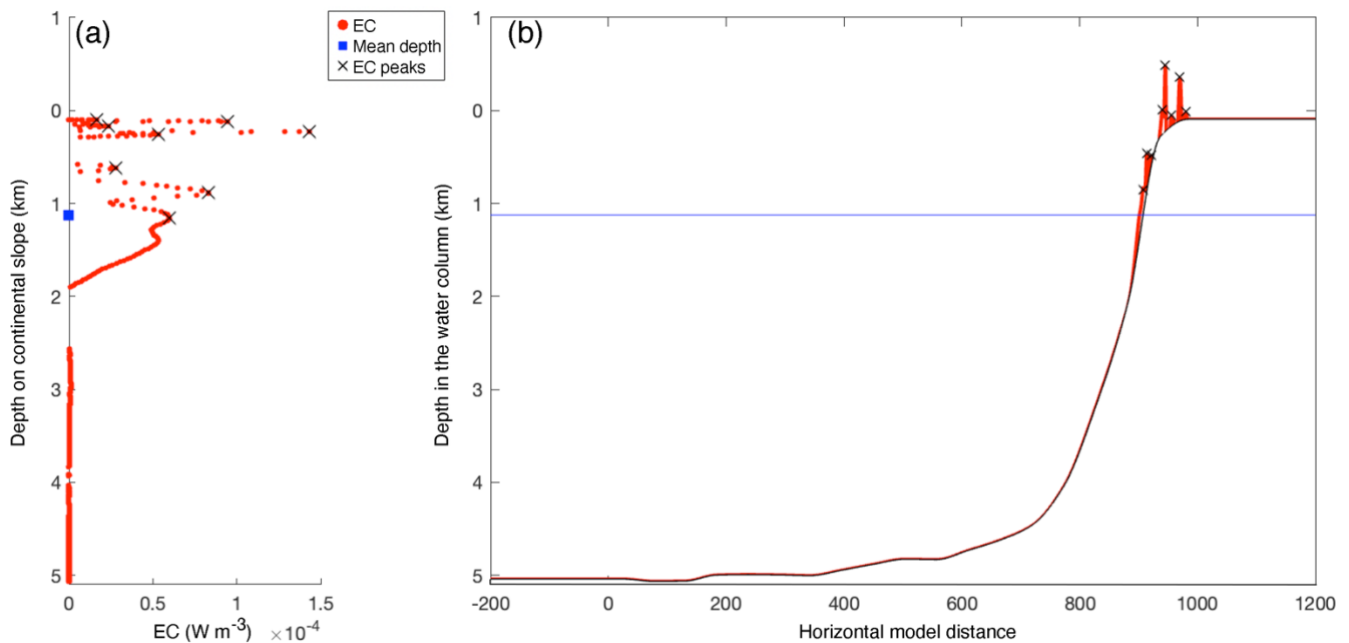 (a)
EC
Mean depth
EC peaks
1
0
1
2
3
4
5
Depth on continental slope (km)
0 0.5 1 1.5
EC (W m⁻³) ×10⁻⁴
(b)
1
0
1
2
3
4
5
Depth in the water column (km)
-200 0 200 400 600 800 1000 1200
Horizontal model distance